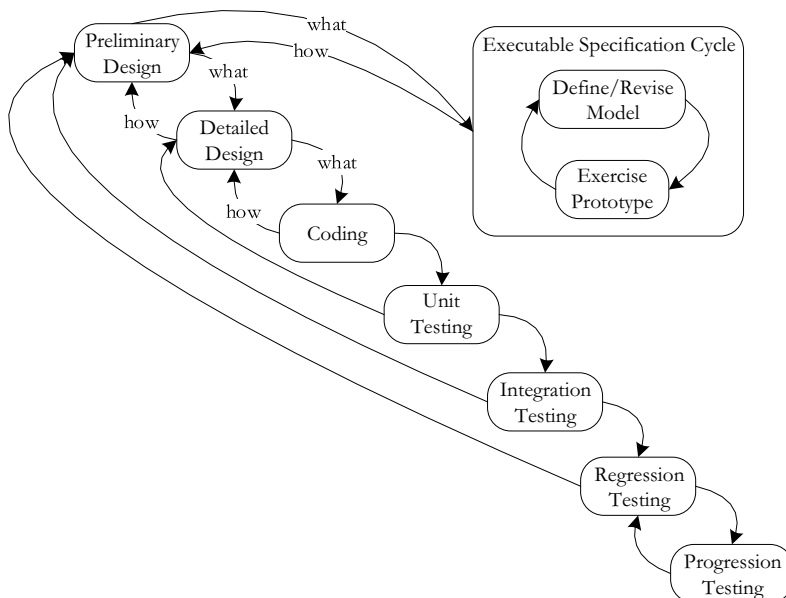 what
Preliminary
Design
how
what
Executable Specification Cycle
Define/Revise
Model
how
Detailed
Design
what
Exercise
Prototype
how
Coding
Unit
Testing
Integration
Testing
Regression
Testing
Progression
Testing